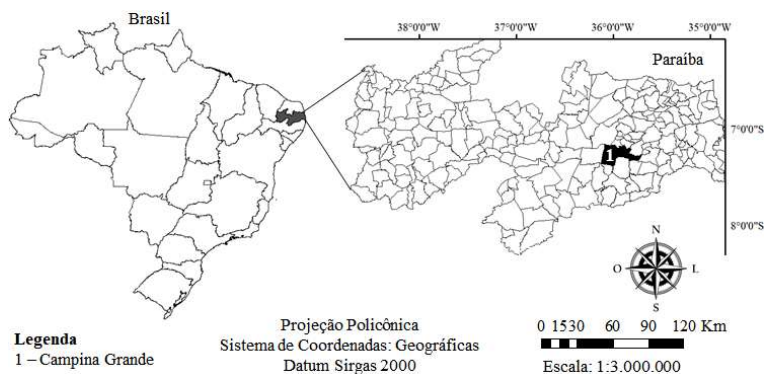 Brasil
38°0'0"W 37°0'0"W 36°0'0"W 35°0'0"W
Paraíba
7°0'0"S
1
8°0'0"S
N
O L
S
0 1530 60 90 120 Km
Escala: 1:3.000.000
Projeção Policônica
Sistema de Coordenadas: Geográficas
Datum Sirgas 2000
Legenda
1 – Campina Grande